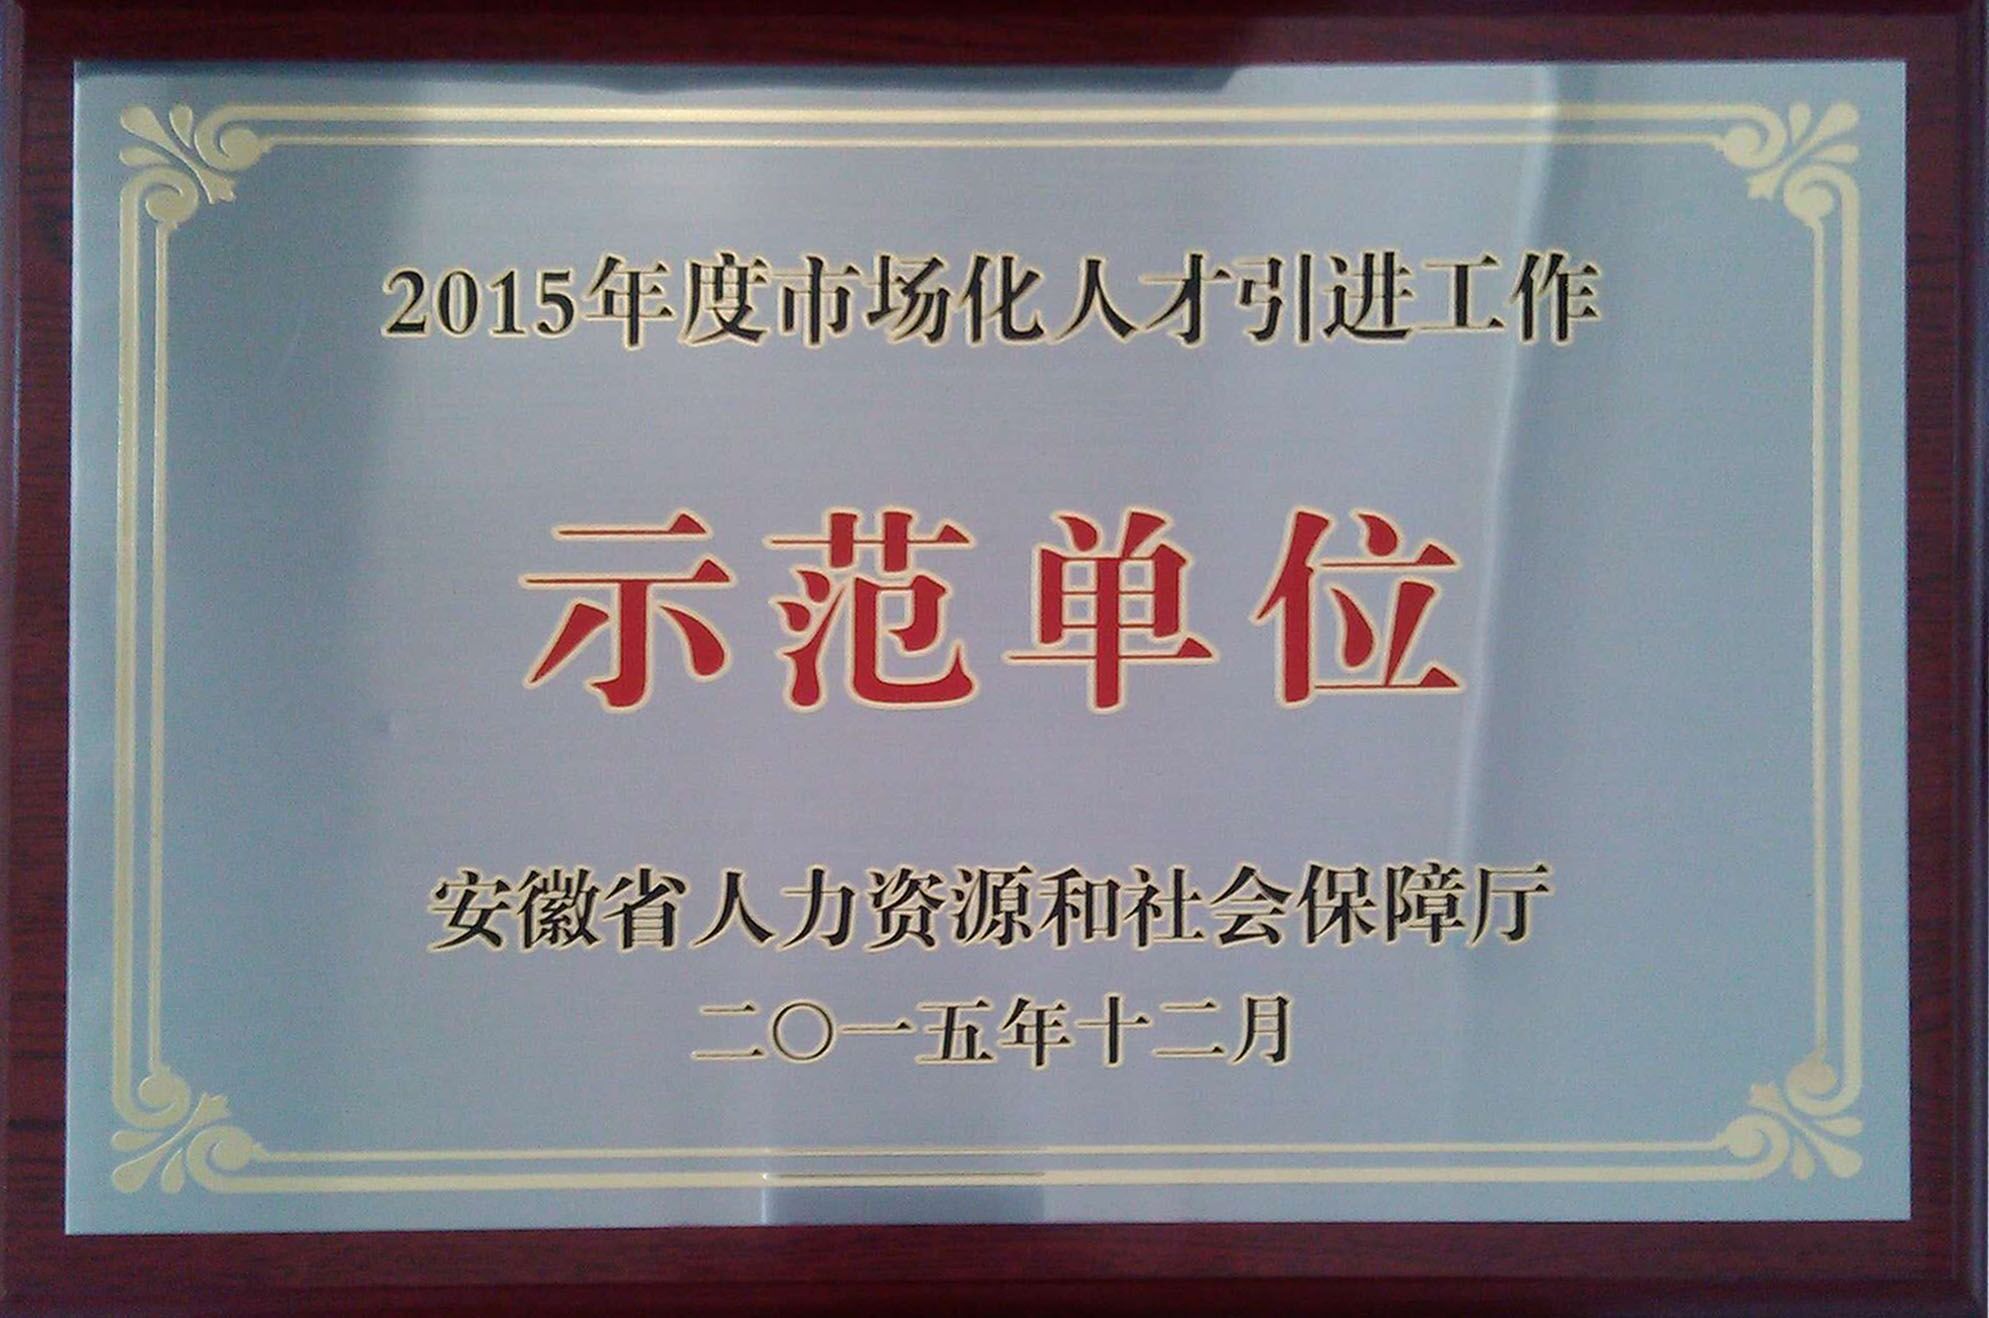 2015年度市场化人才引进工作
示范单位
安徽省人力资源和社会保障厅
二〇一五年十二月